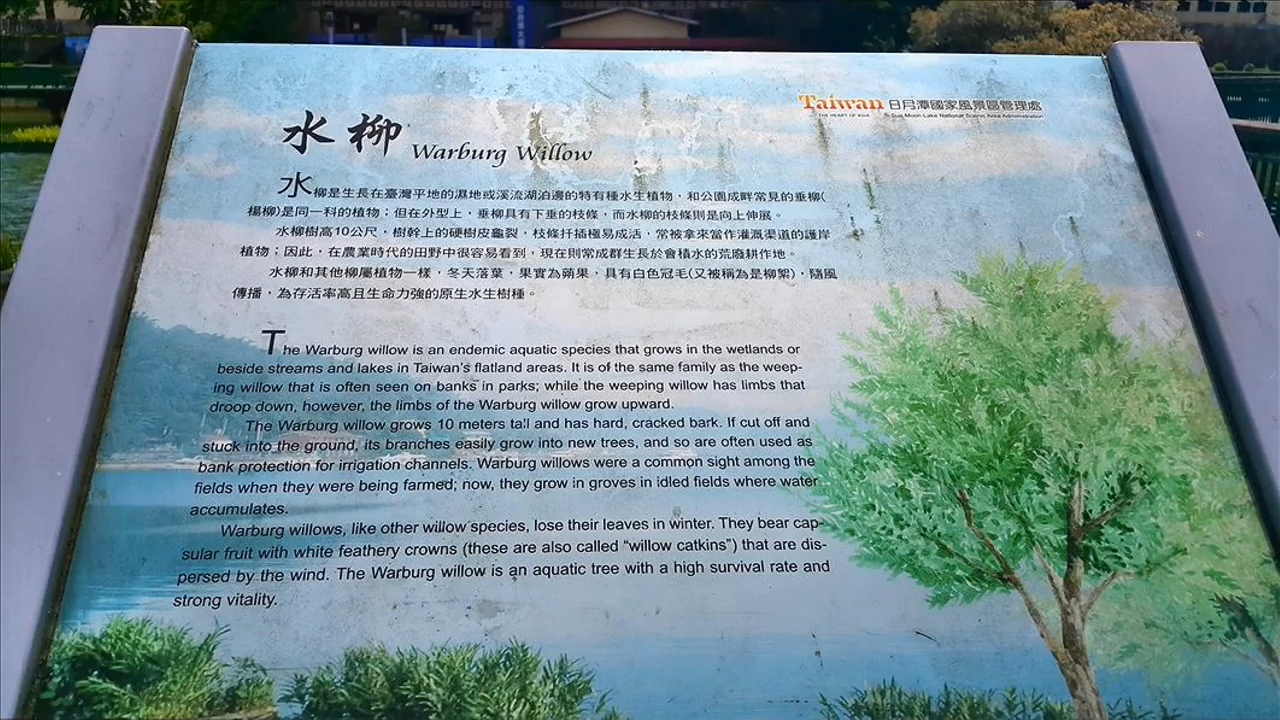 Taiwan 日月潭國家風景區管理處
THE HEART OF ASIA Sun Moon Lake National Scenic Area Administration
水柳 Warburg Willow
水柳是生長在臺灣平地的濕地或溪流湖泊邊的特有種水生植物，和公園或畔常見的垂柳(
楊柳)是同一科的植物；但在外型上，垂柳具有下垂的枝條，而水柳的枝條則是向上伸展。
水柳樹高10公尺，樹幹上的硬樹皮龜裂，枝條扦插極易成活，常被拿來當作灌溉渠道的護岸
植物；因此，在農業時代的田野中很容易看到，現在則常成群生長於會積水的荒廢耕作地。
水柳和其他柳屬植物一樣，冬天落葉，果實為蒴果，具有白色冠毛(又被稱為是柳絮)，隨風
傳播，為存活率高且生命力強的原生水生樹種。
The Warburg willow is an endemic aquatic species that grows in the wetlands or
beside streams and lakes in Taiwan's flatland areas. It is of the same family as the weep-
ing willow that is often seen on banks in parks; while the weeping willow has limbs that
droop down, however, the limbs of the Warburg willow grow upward.
The Warburg willow grows 10 meters tall and has hard, cracked bark. If cut off and
stuck into the ground, its branches easily grow into new trees, and so are often used as
bank protection for irrigation channels. Warburg willows were a common sight among the
fields when they were being farmed; now, they grow in groves in idled fields where water
accumulates.
Warburg willows, like other willow species, lose their leaves in winter. They bear cap-
sular fruit with white feathery crowns (these are also called “willow catkins”) that are dis-
persed by the wind. The Warburg willow is an aquatic tree with a high survival rate and
strong vitality.